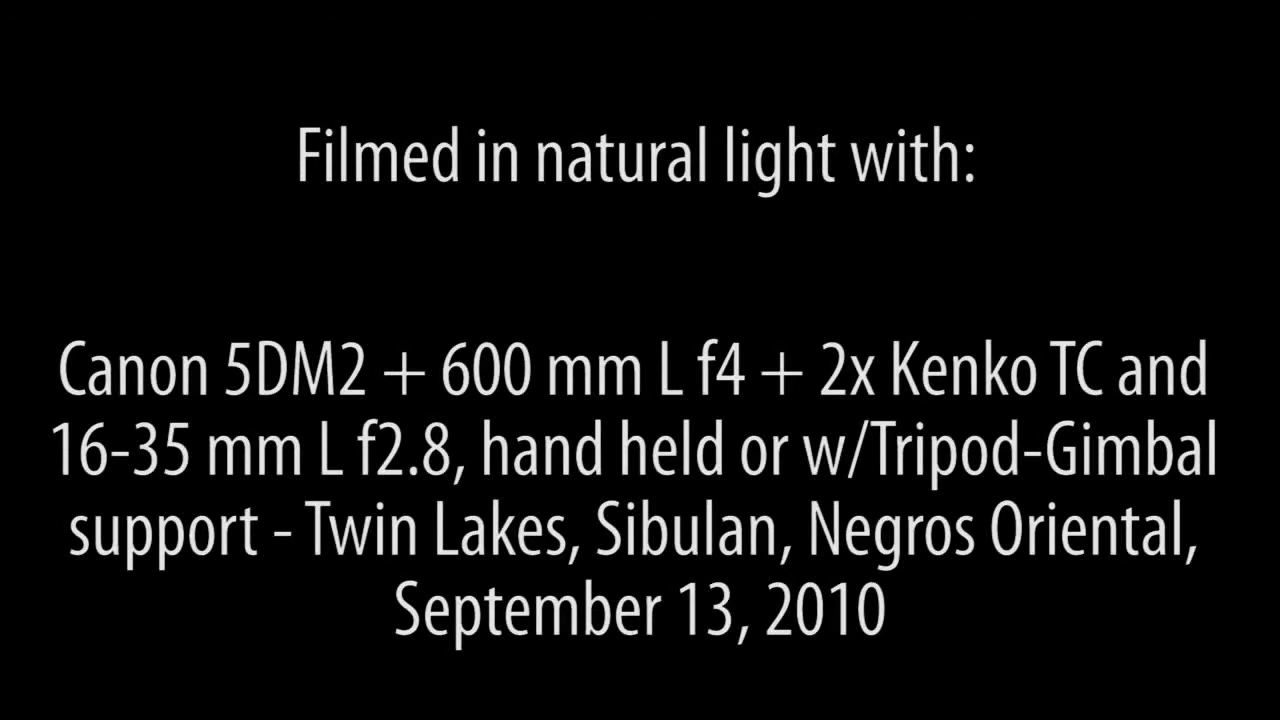 Filmed in natural light with:
Canon 5DM2 + 600 mm L f4 + 2x Kenko TC and
16-35 mm L f2.8, hand held or w/Tripod-Gimbal
support - Twin Lakes, Sibulan, Negros Oriental,
September 13, 2010